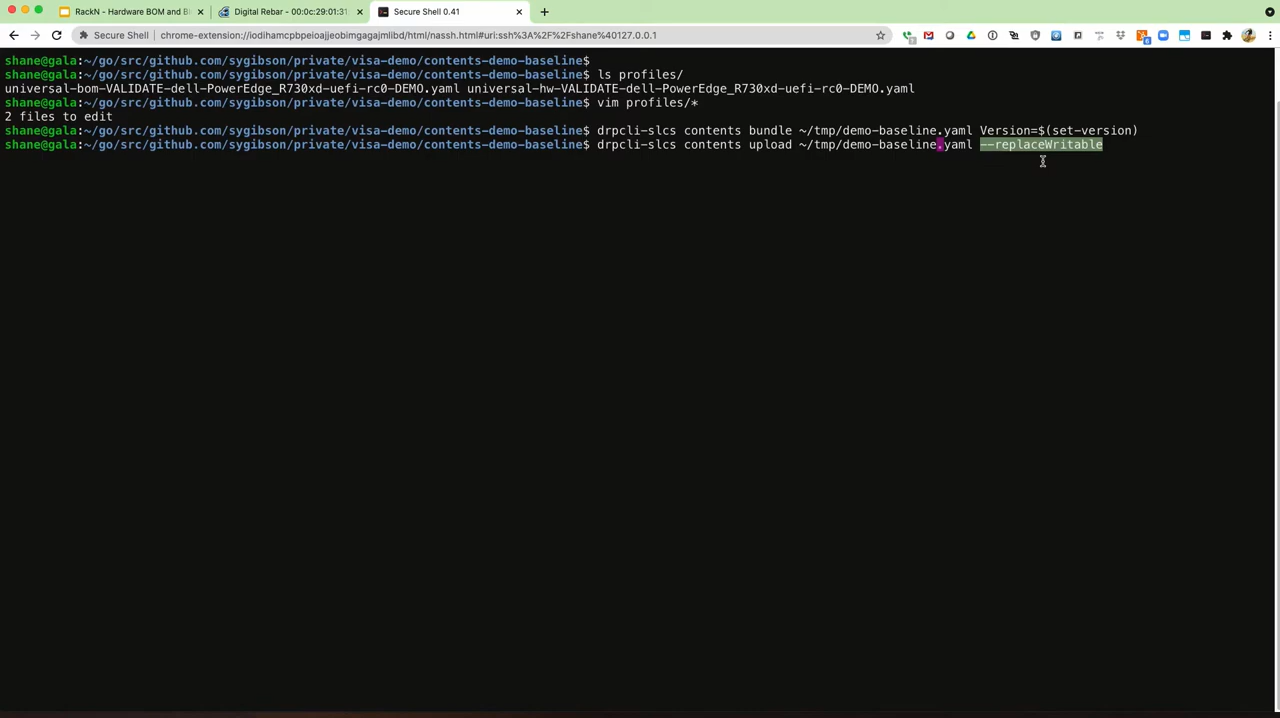 RackN - Hardware BOM and Bi
Digital Rebar - 00:0c:29:01:31:
Secure Shell 0.41
Secure Shell | chrome-extension://iodihamcpbpeioajjeobimgagajmlibd/html/nassh.html#uri:ssh%3A%2F%2Fshane%40127.0.0.1
shane@gala:~/go/src/github.com/sygibson/private/visa-demo/contents-demo-baseline$
shane@gala:~/go/src/github.com/sygibson/private/visa-demo/contents-demo-baseline$ ls profiles/
universal-bom-VALIDATE-dell-PowerEdge_R730xd-uefi-rc0-DEMO.yaml universal-hw-VALIDATE-dell-PowerEdge_R730xd-uefi-rc0-DEMO.yaml
shane@gala:~/go/src/github.com/sygibson/private/visa-demo/contents-demo-baseline$ vim profiles/*
2 files to edit
shane@gala:~/go/src/github.com/sygibson/private/visa-demo/contents-demo-baseline$ drpcli-slcs contents bundle ~/tmp/demo-baseline.yaml Version=$(set-version)
shane@gala:~/go/src/github.com/sygibson/private/visa-demo/contents-demo-baseline$ drpcli-slcs contents upload ~/tmp/demo-baseline.yaml --replaceWritable